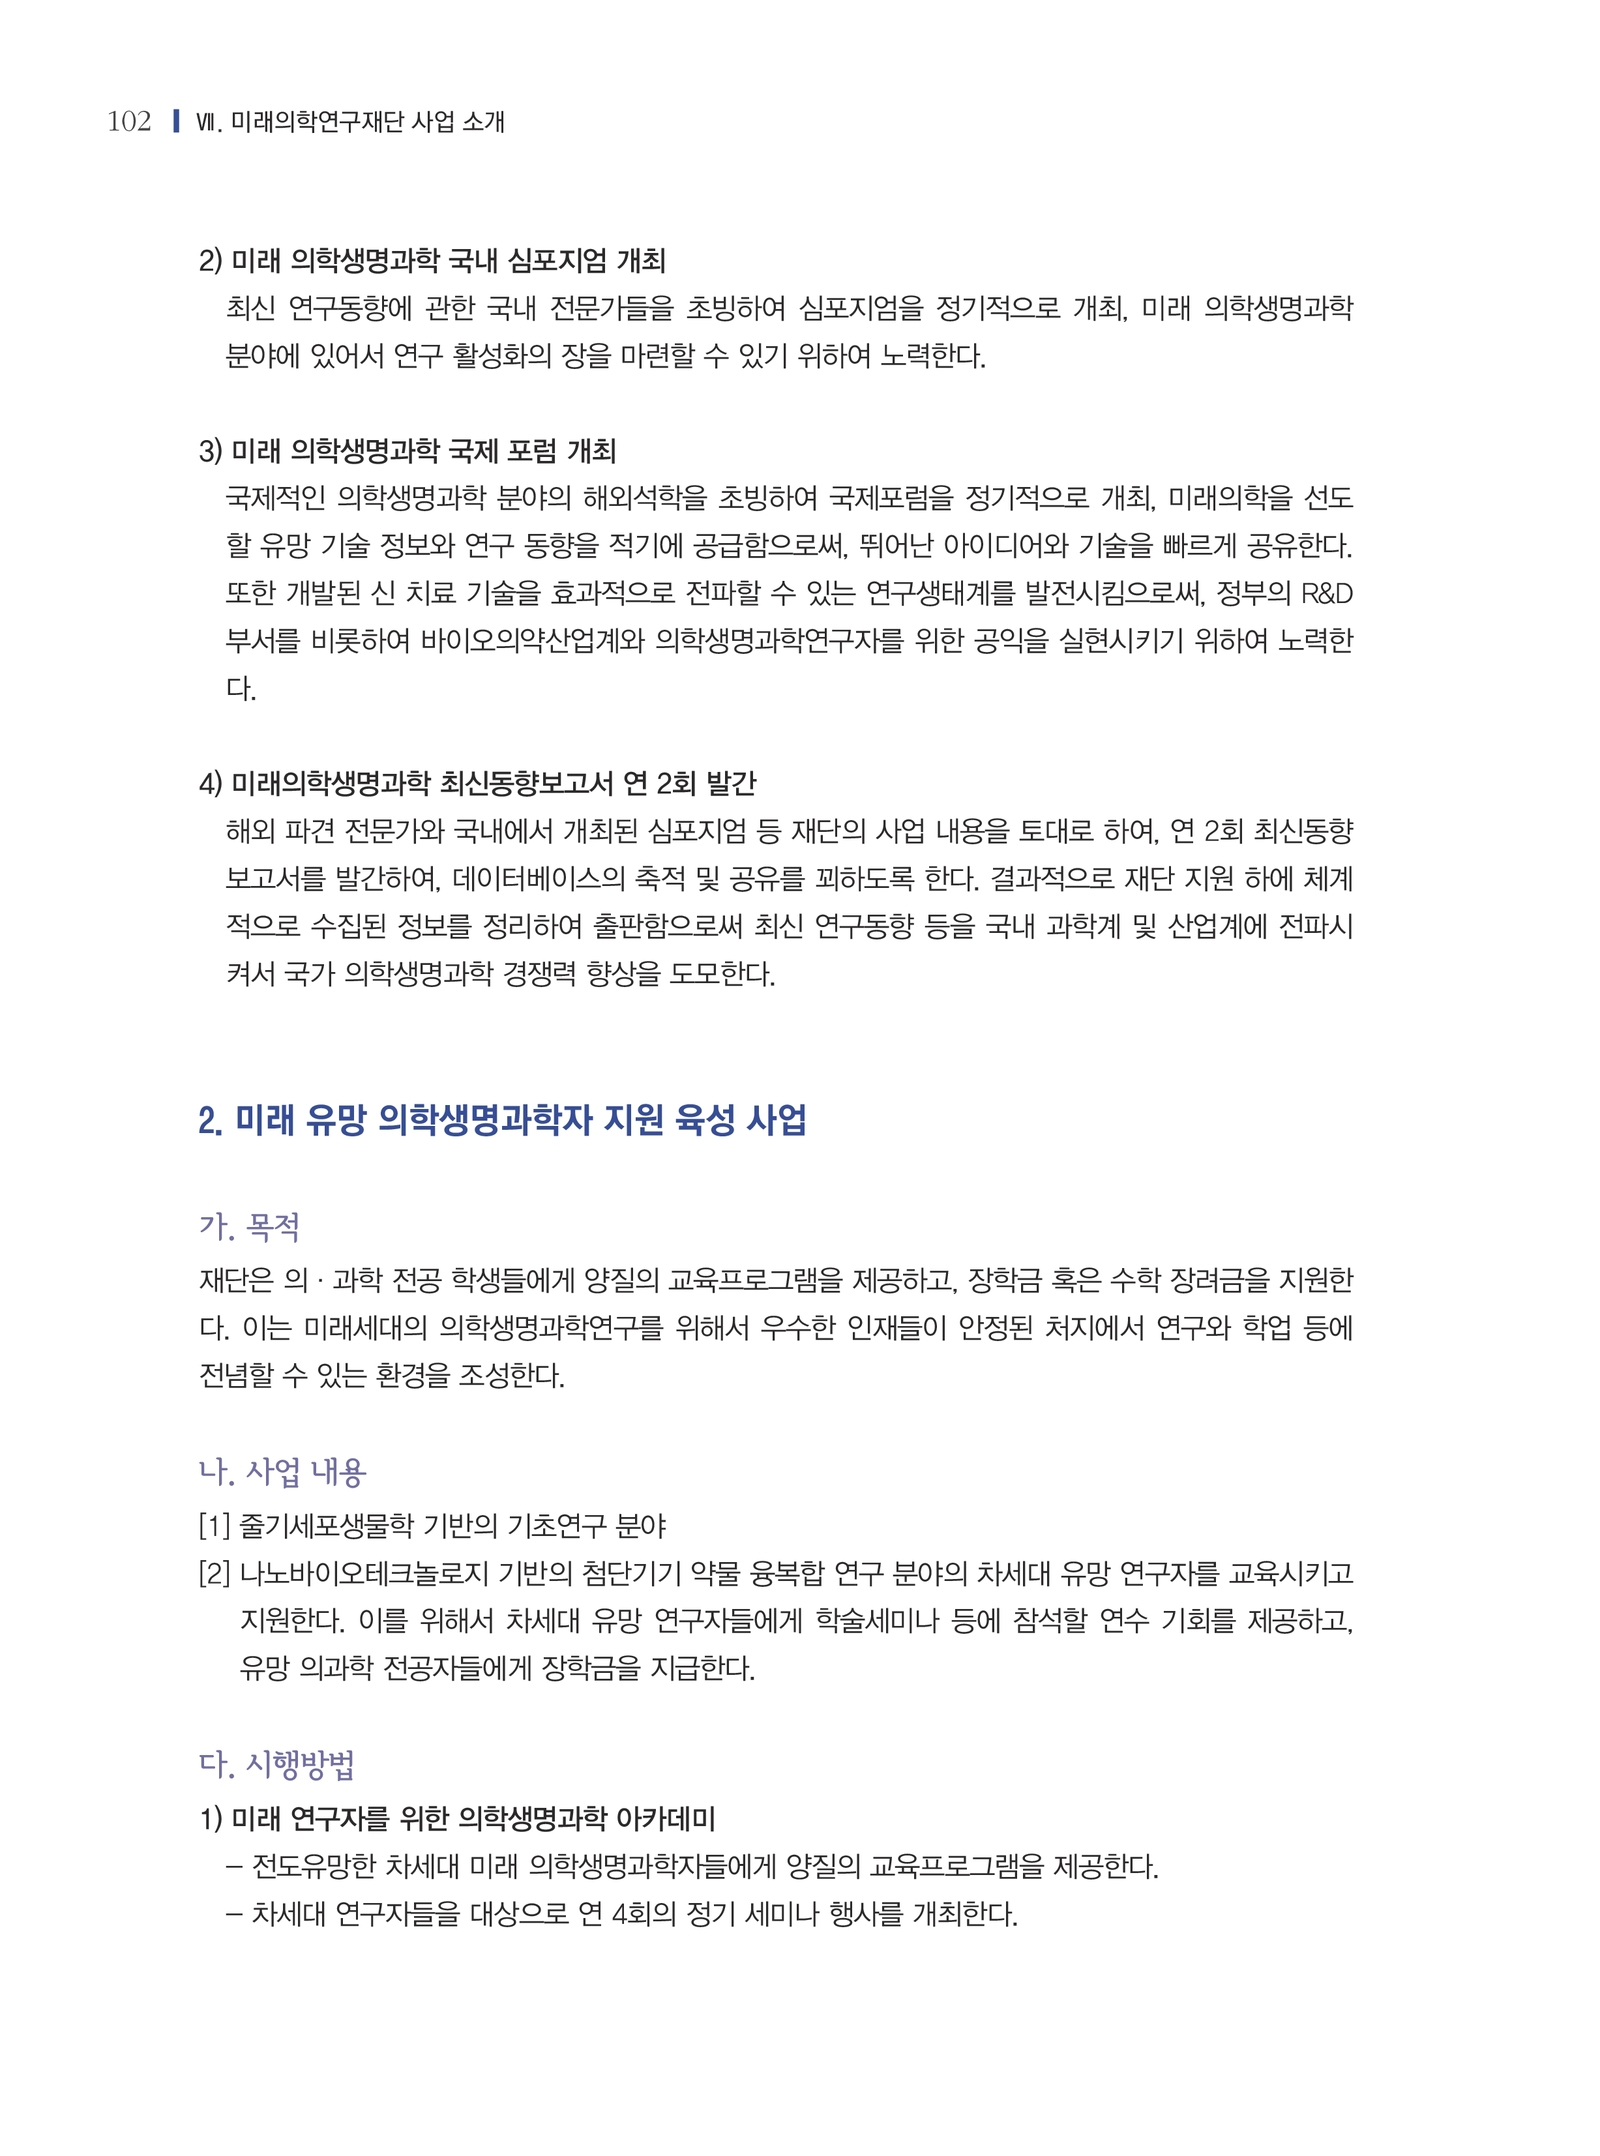 102 Ⅶ. 미래의학연구재단 사업 소개
2) 미래 의학생명과학 국내 심포지엄 개최
최신 연구동향에 관한 국내 전문가들을 초빙하여 심포지엄을 정기적으로 개최, 미래 의학생명과학
분야에 있어서 연구 활성화의 장을 마련할 수 있기 위하여 노력한다.
3) 미래 의학생명과학 국제 포럼 개최
국제적인 의학생명과학 분야의 해외석학을 초빙하여 국제포럼을 정기적으로 개최, 미래의학을 선도
할 유망 기술 정보와 연구 동향을 적기에 공급함으로써, 뛰어난 아이디어와 기술을 빠르게 공유한다.
또한 개발된 신 치료 기술을 효과적으로 전파할 수 있는 연구생태계를 발전시킴으로써, 정부의 R&D
부서를 비롯하여 바이오의약산업계와 의학생명과학연구자를 위한 공익을 실현시키기 위하여 노력한
다.
4) 미래의학생명과학 최신동향보고서 연 2회 발간
해외 파견 전문가와 국내에서 개최된 심포지엄 등 재단의 사업 내용을 토대로 하여, 연 2회 최신동향
보고서를 발간하여, 데이터베이스의 축적 및 공유를 꾀하도록 한다. 결과적으로 재단 지원 하에 체계
적으로 수집된 정보를 정리하여 출판함으로써 최신 연구동향 등을 국내 과학계 및 산업계에 전파시
켜서 국가 의학생명과학 경쟁력 향상을 도모한다.
2. 미래 유망 의학생명과학자 지원 육성 사업
가. 목적
재단은 의 · 과학 전공 학생들에게 양질의 교육프로그램을 제공하고, 장학금 혹은 수학 장려금을 지원한
다. 이는 미래세대의 의학생명과학연구를 위해서 우수한 인재들이 안정된 처지에서 연구와 학업 등에
전념할 수 있는 환경을 조성한다.
나. 사업 내용
[1] 줄기세포생물학 기반의 기초연구 분야
[2] 나노바이오테크놀로지 기반의 첨단기기 약물 융복합 연구 분야의 차세대 유망 연구자를 교육시키고
지원한다. 이를 위해서 차세대 유망 연구자들에게 학술세미나 등에 참석할 연수 기회를 제공하고,
유망 의과학 전공자들에게 장학금을 지급한다.
다. 시행방법
1) 미래 연구자를 위한 의학생명과학 아카데미
– 전도유망한 차세대 미래 의학생명과학자들에게 양질의 교육프로그램을 제공한다.
– 차세대 연구자들을 대상으로 연 4회의 정기 세미나 행사를 개최한다.